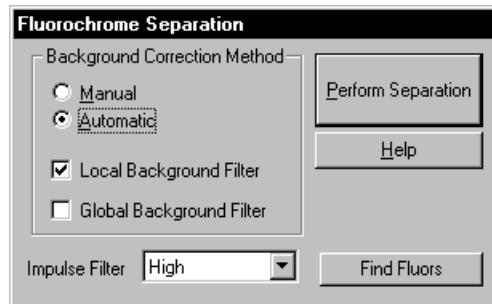 Fluorochrome Separation
Background Correction Method
Manual
Automatic
Local Background Filter
Global Background Filter
Perform Separation
Help
Impulse Filter High
Find Fluors